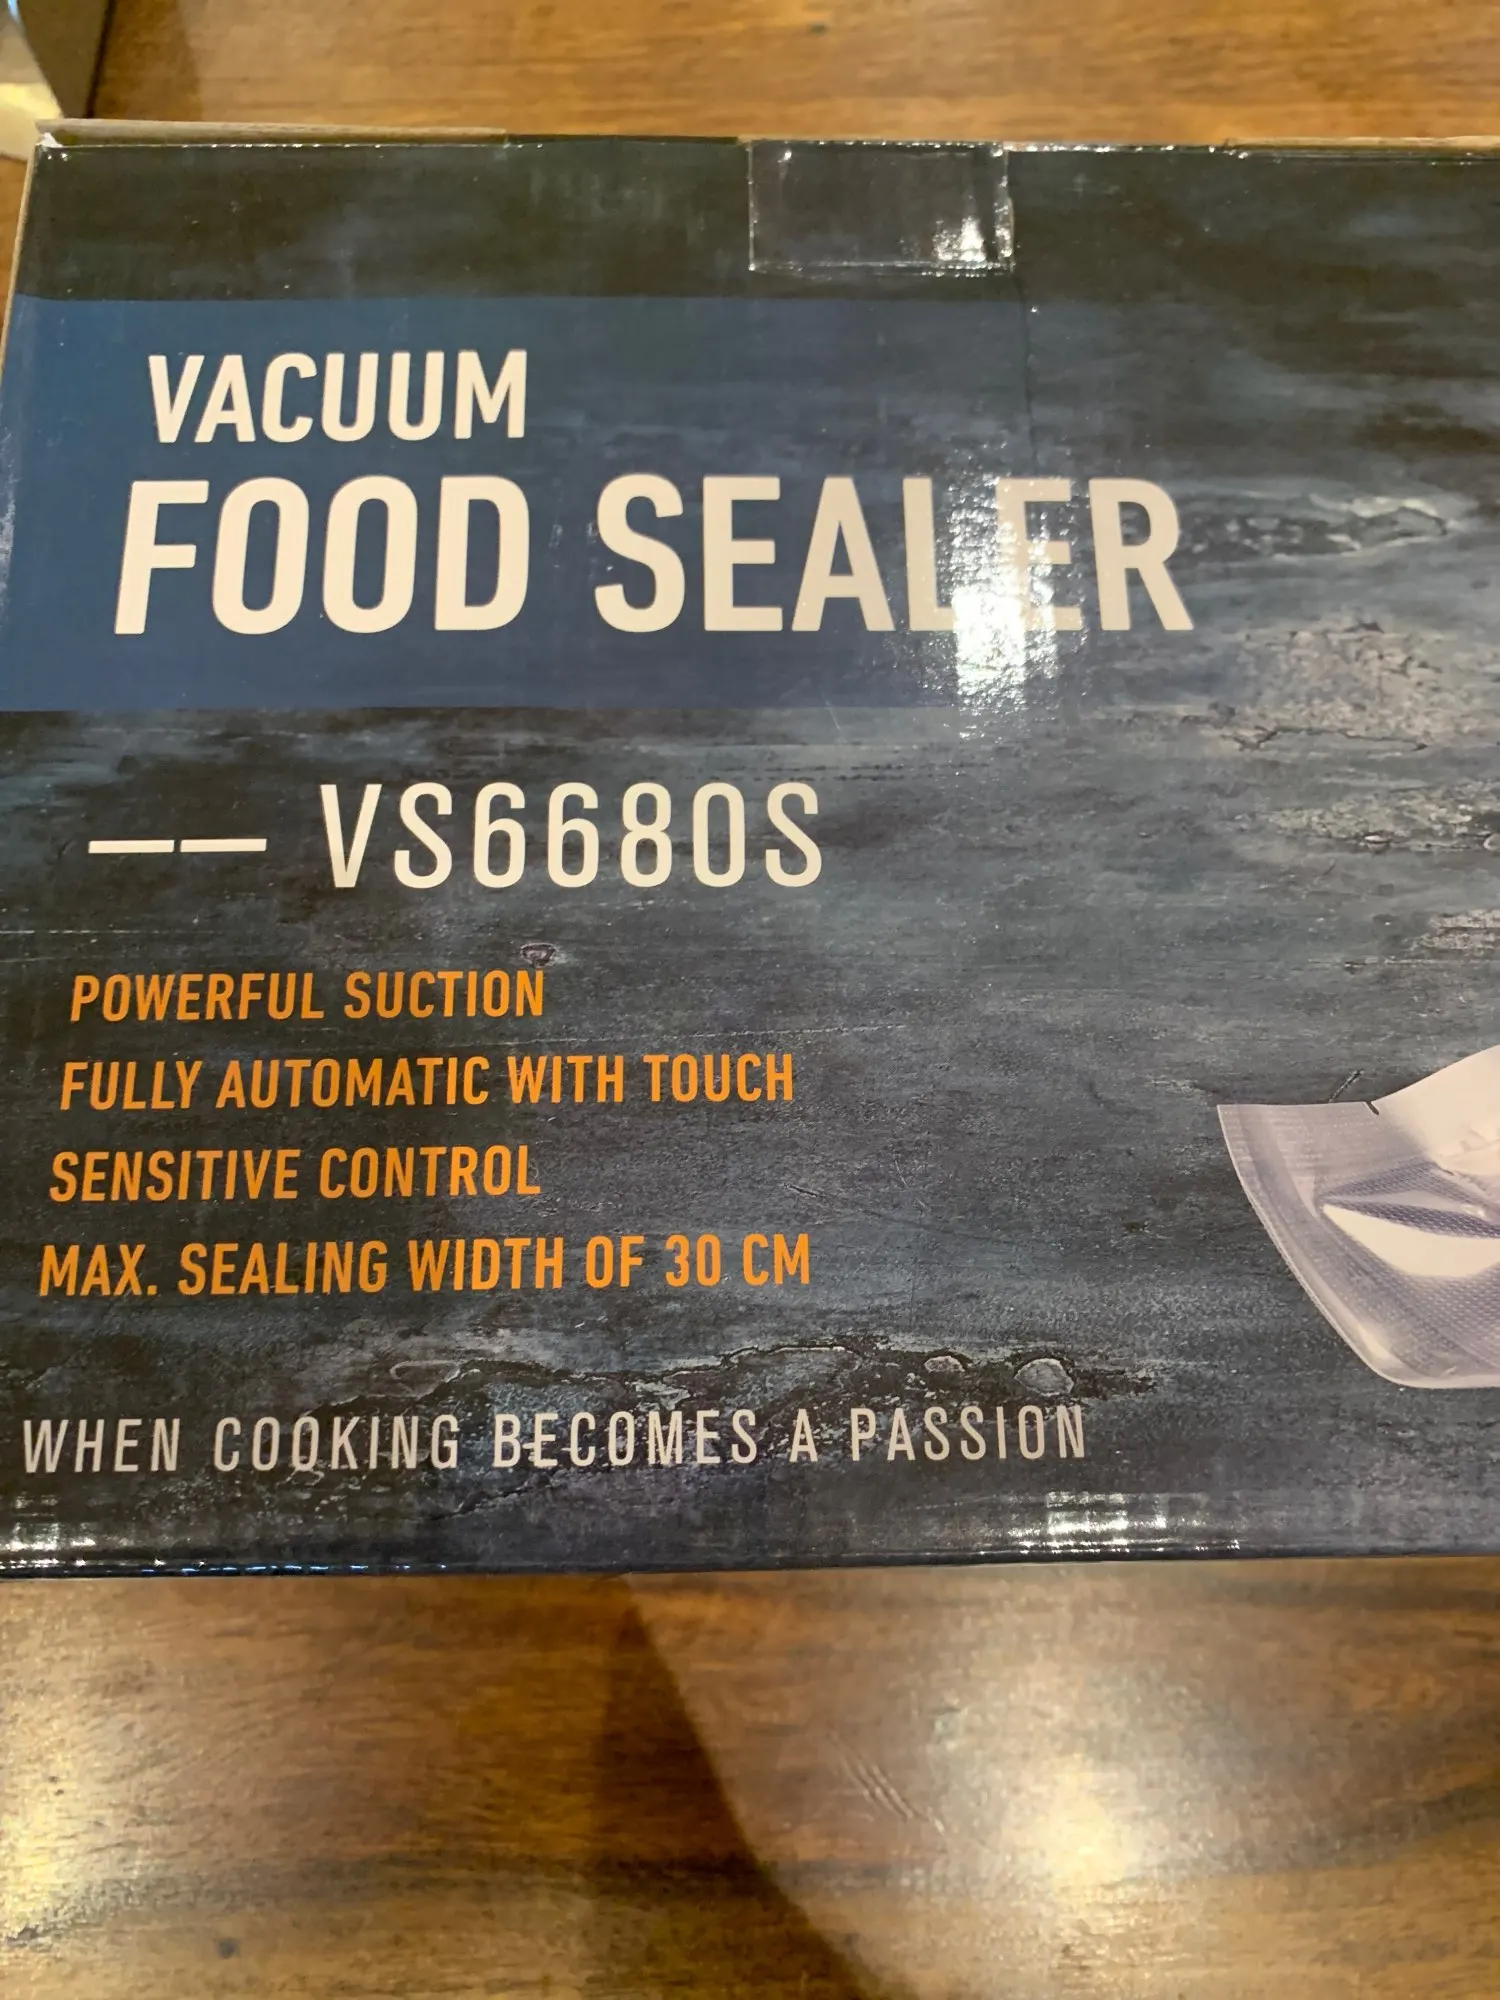 VACUUM
FOOD SEALER
—— VS6680S
POWERFUL SUCTION
FULLY AUTOMATIC WITH TOUCH
SENSITIVE CONTROL
MAX. SEALING WIDTH OF 30 CM
WHEN COOKING BECOMES A PASSION